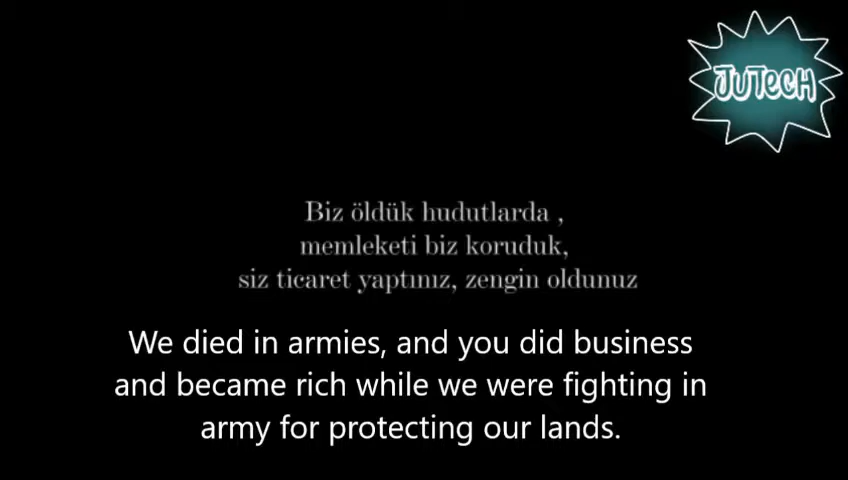 JUTECH
Biz öldük hudutlarda ,
memleketi biz koruduk,
siz ticaret yaptınız, zengin oldunuz
We died in armies, and you did business
and became rich while we were fighting in
army for protecting our lands.